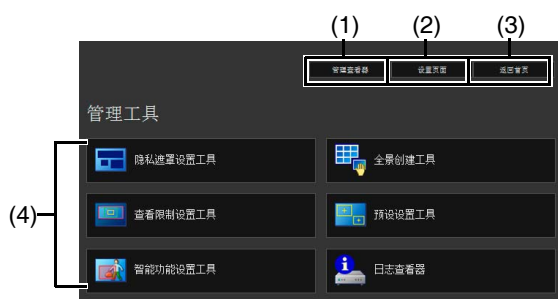 (1) (2) (3)
管理查看器 设置页面 返回首页
管理工具
隐私遮罩设置工具 全景创建工具
(4)
查看限制设置工具 预设设置工具
智能功能设置工具 日志查看器